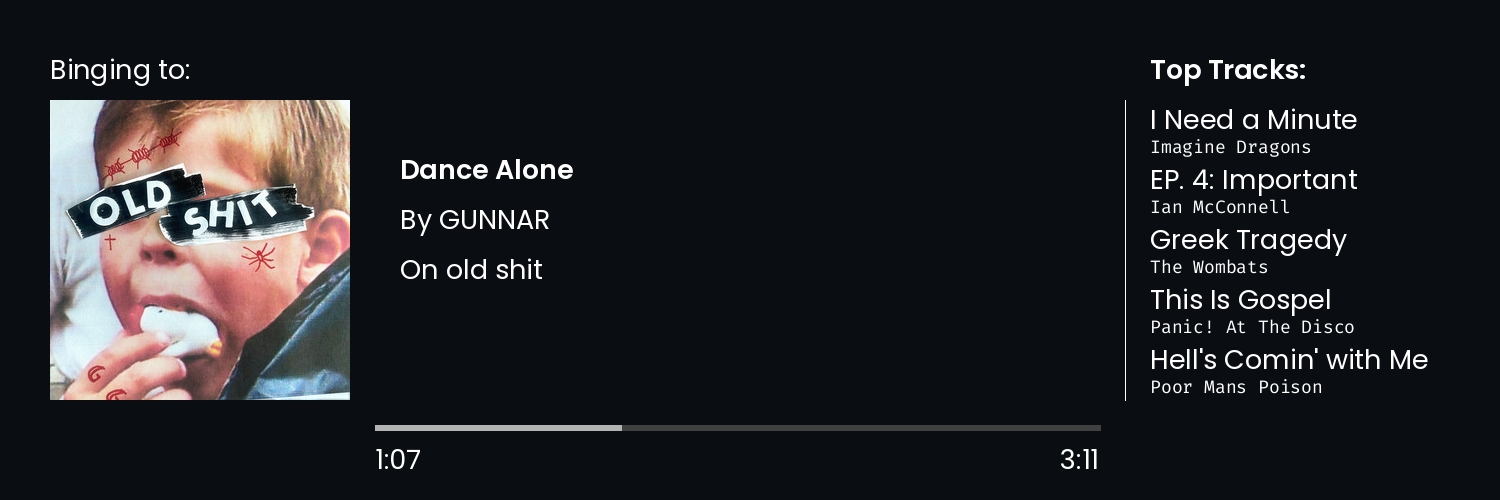 Binging to:
OLD
SHIT
Dance Alone
By GUNNAR
On old shit
1:07
3:11
Top Tracks:
I Need a Minute
Imagine Dragons
EP. 4: Important
Ian McConnell
Greek Tragedy
The Wombats
This Is Gospel
Panic! At The Disco
Hell's Comin' with Me
Poor Mans Poison